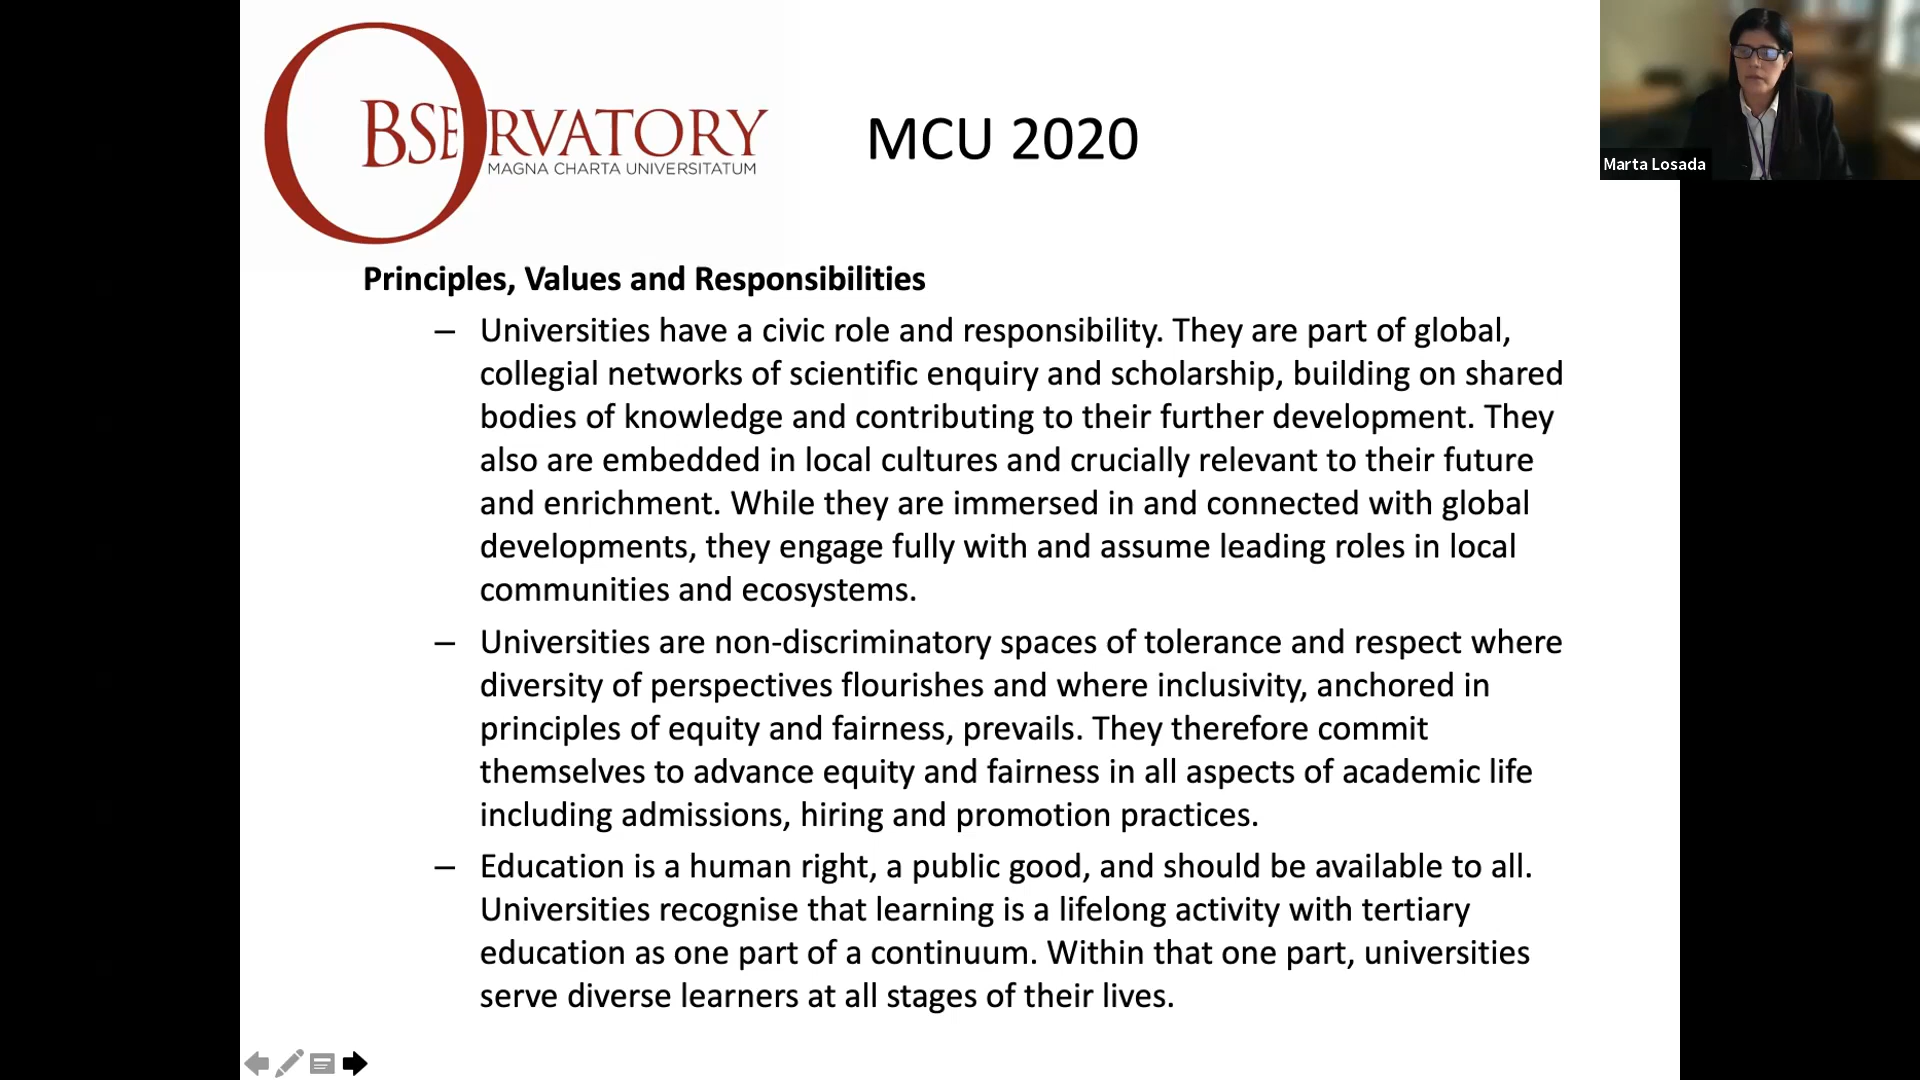 OBSERVATORY
MAGNA CHARTA UNIVERSITATUM
MCU 2020
Marta Losada
Principles, Values and Responsibilities
– Universities have a civic role and responsibility. They are part of global,
collegial networks of scientific enquiry and scholarship, building on shared
bodies of knowledge and contributing to their further development. They
also are embedded in local cultures and crucially relevant to their future
and enrichment. While they are immersed in and connected with global
developments, they engage fully with and assume leading roles in local
communities and ecosystems.
– Universities are non-discriminatory spaces of tolerance and respect where
diversity of perspectives flourishes and where inclusivity, anchored in
principles of equity and fairness, prevails. They therefore commit
themselves to advance equity and fairness in all aspects of academic life
including admissions, hiring and promotion practices.
– Education is a human right, a public good, and should be available to all.
Universities recognise that learning is a lifelong activity with tertiary
education as one part of a continuum. Within that one part, universities
serve diverse learners at all stages of their lives.